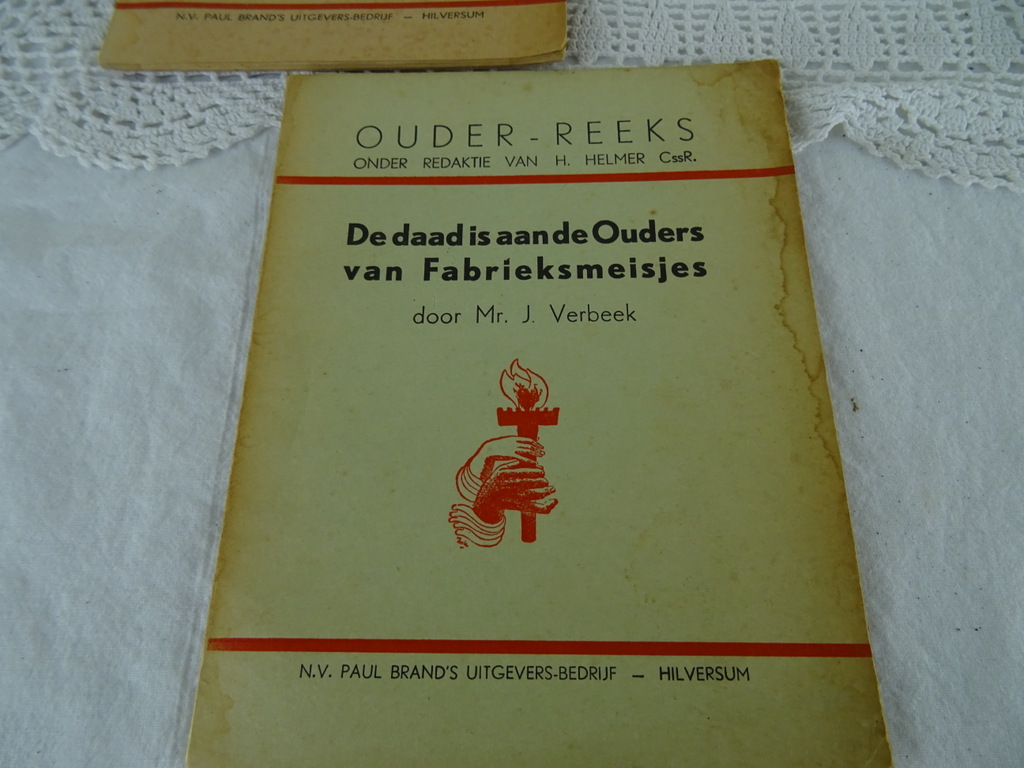 N.V. PAUL BRAND'S UITGEVERS-BEDRIJF — HILVERSUM
OUDER-REEKS
ONDER REDAKTIE VAN H. HELMER CssR.
De daad is aan de Ouders
van Fabrieksmeisjes
door Mr. J. Verbeek
N.V. PAUL BRAND'S UITGEVERS-BEDRIJF — HILVERSUM